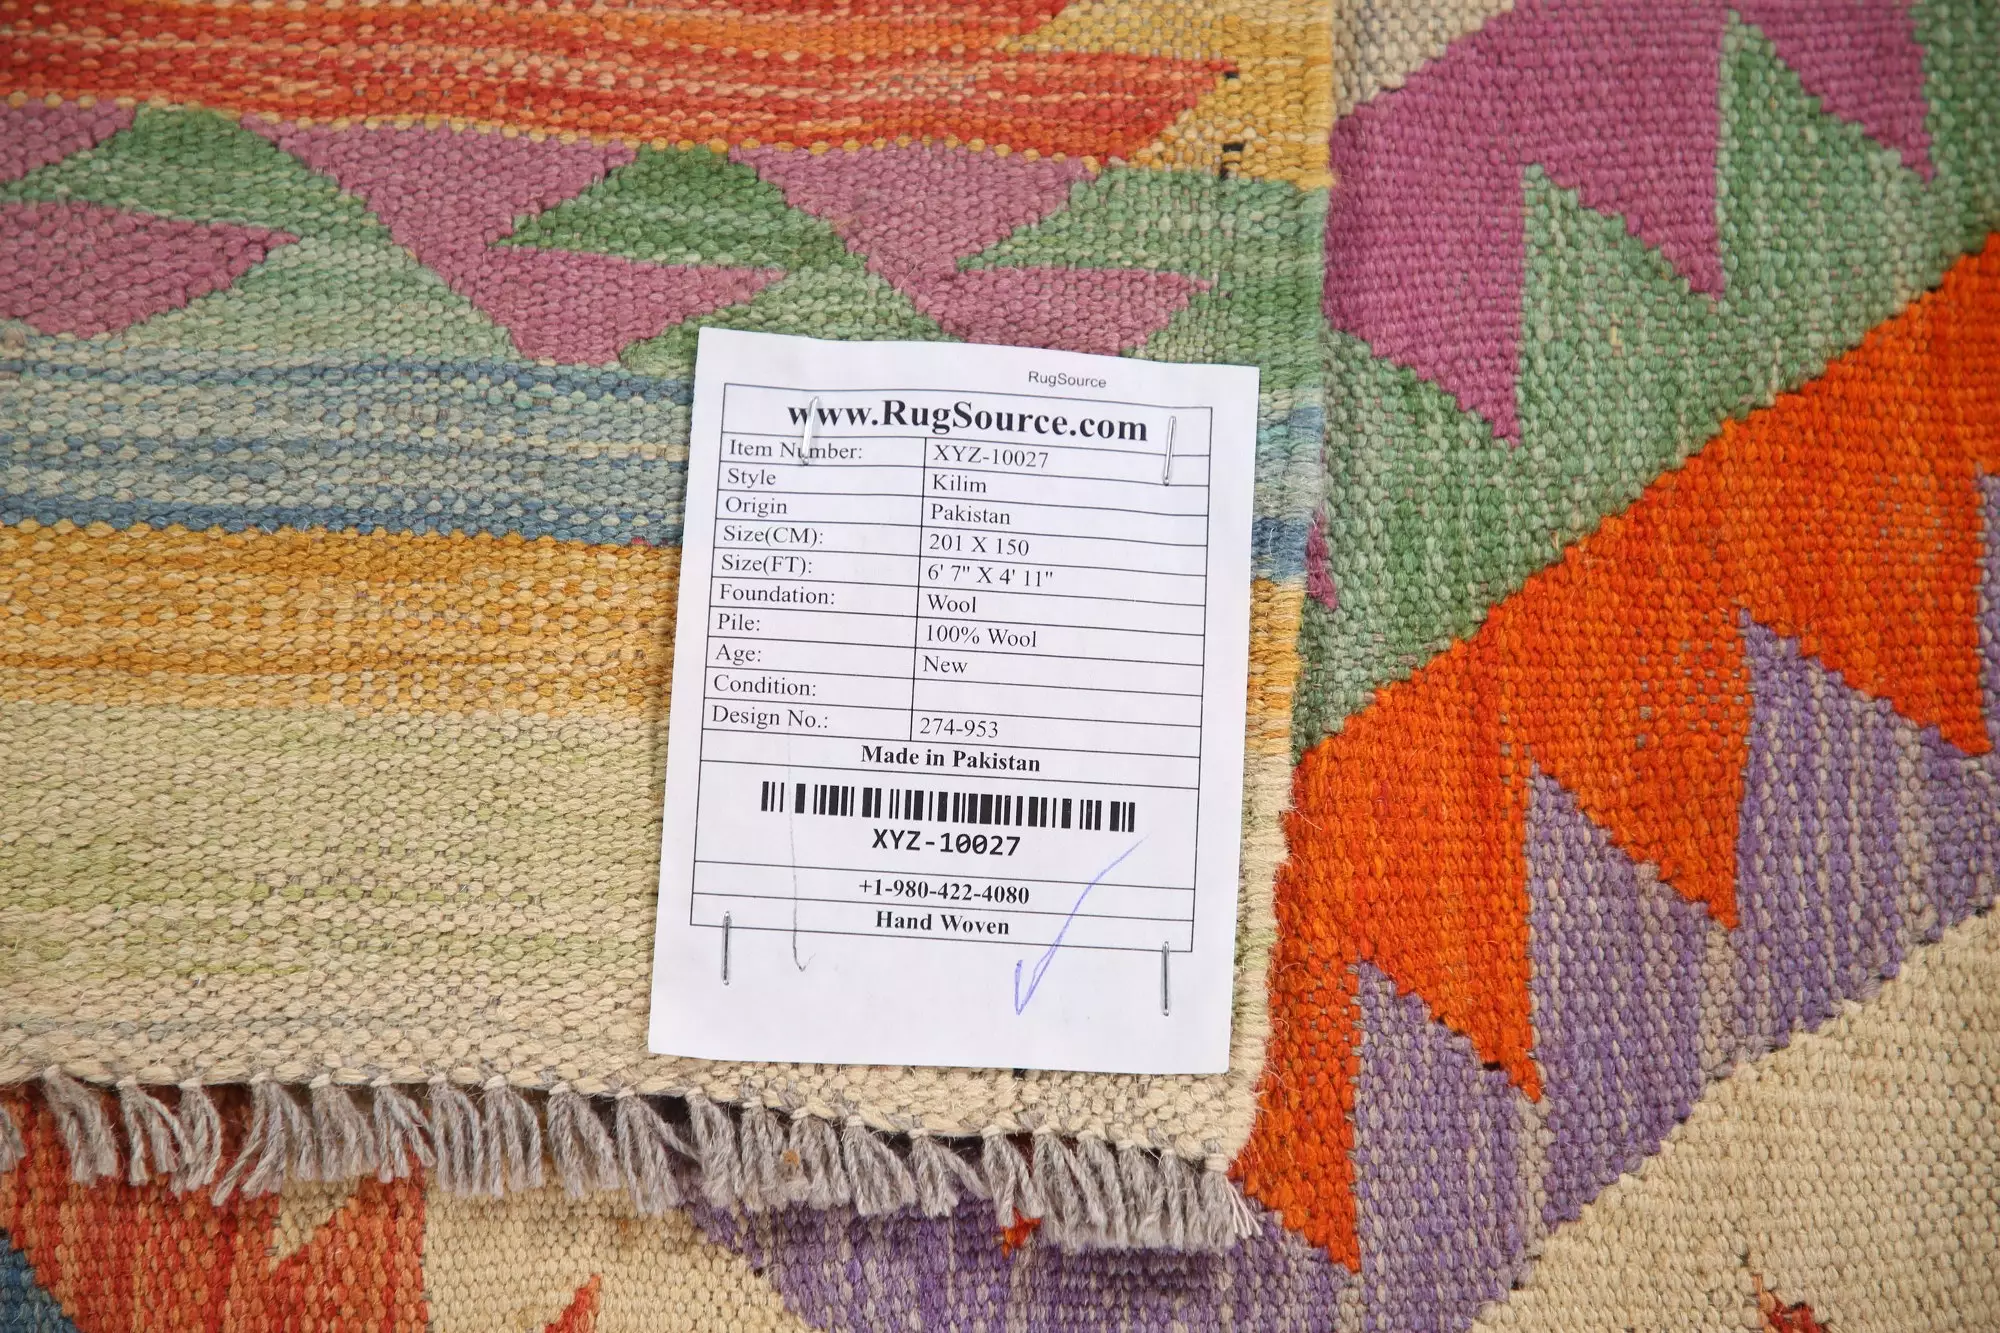 RugSource
www.RugSource.com
Item Number: XYZ-10027
Style Kilim
Origin Pakistan
Size(CM): 201 X 150
Size(FT): 6' 7" X 4' 11"
Foundation: Wool
Pile: 100% Wool
Age: New
Condition:
Design No.: 274-953
Made in Pakistan
XYZ-10027
+1-980-422-4080
Hand Woven